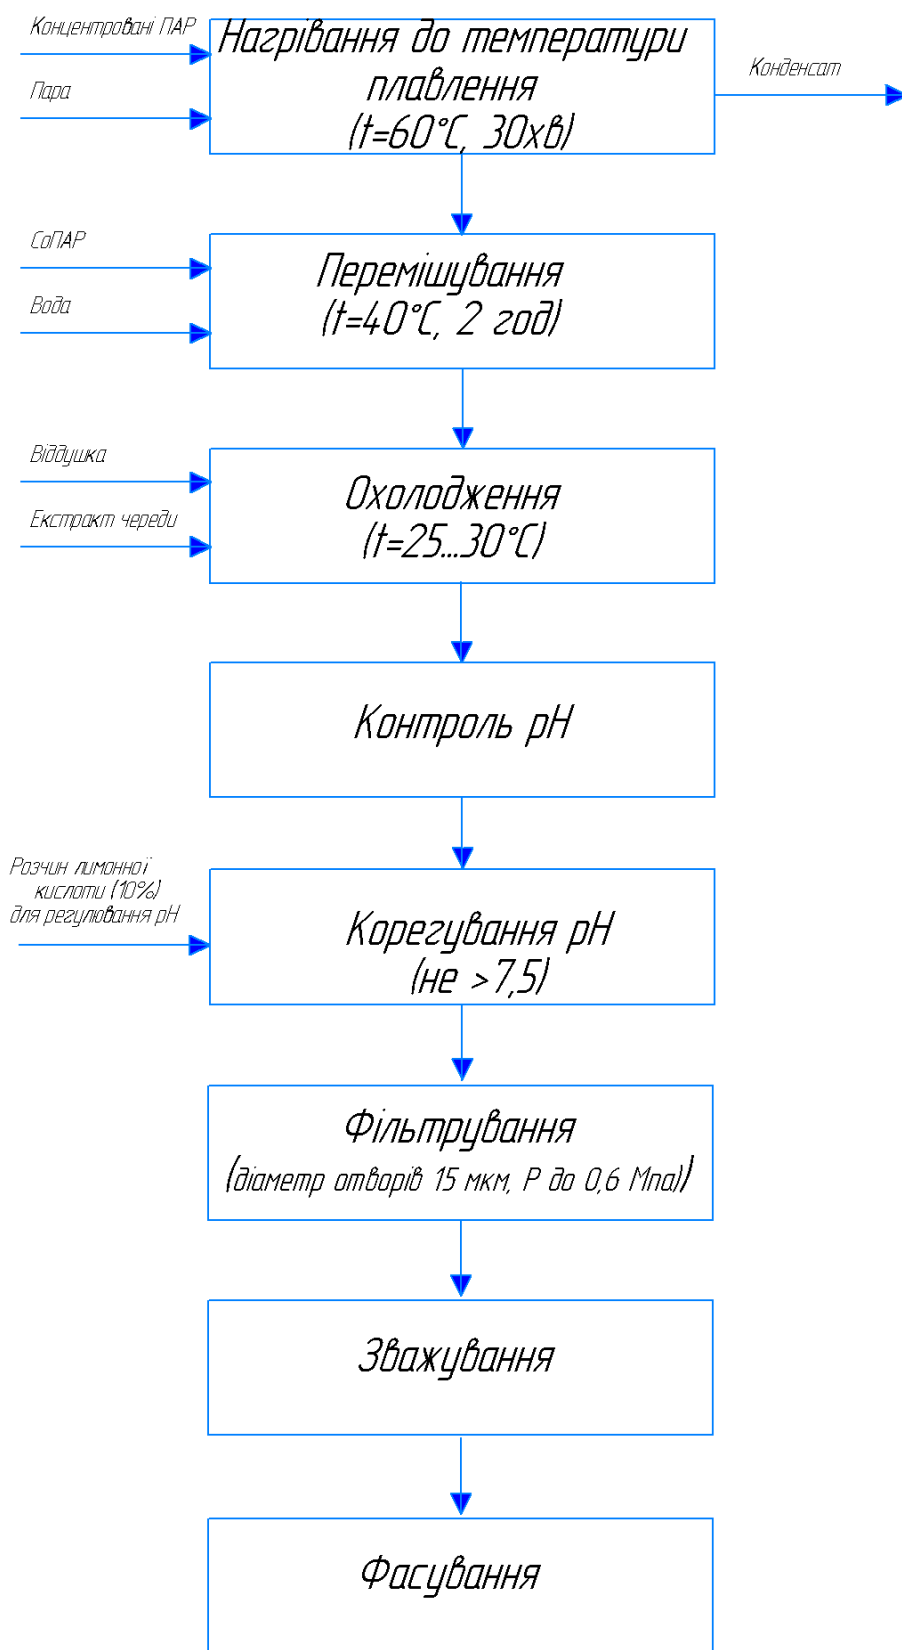 Концентровані ПАР
Пара
Нагрівання до температури
плавлення
(t=60°C, 30хв)
Конденсат
СоПАР
Вода
Перемішування
(t=40°C, 2 год)
Віддушка
Екстракт череди
Охолодження
(t=25...30°C)
Контроль pH
Розчин лимонної
кислоти (10%)
для регулювання pH
Корегування pH
(не >7,5)
Фільтрування
(діаметр отворів 15 мкм, P до 0,6 Мпа))
Зважування
Фасування